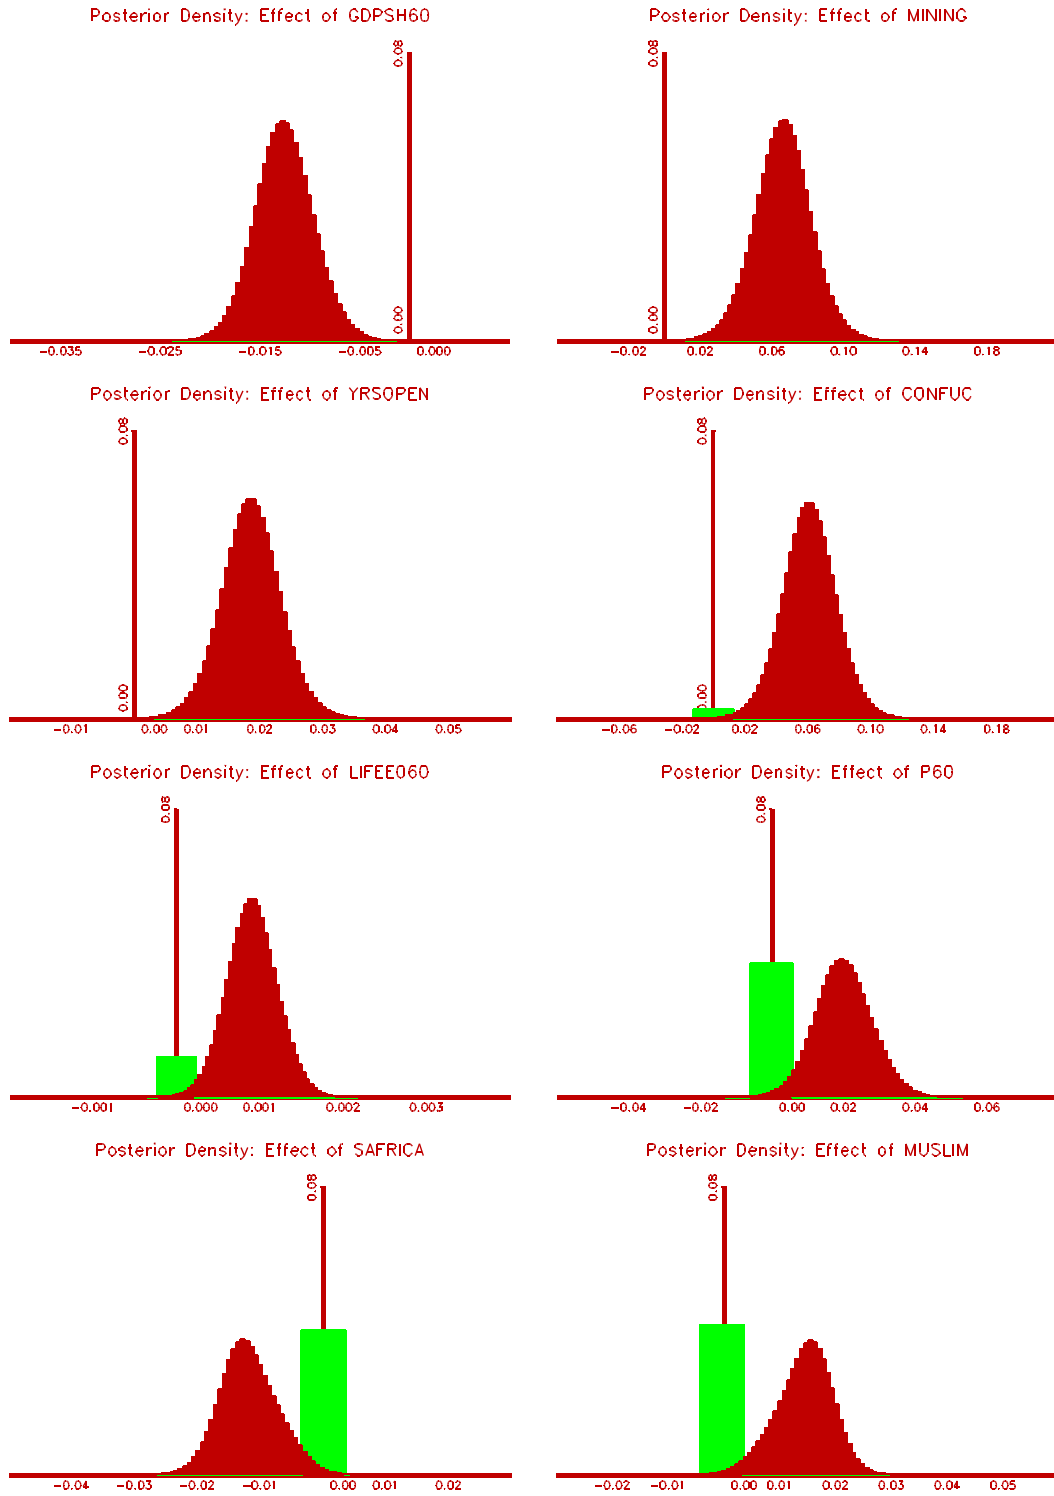 Posterior Density: Effect of GDPSH60
Posterior Density: Effect of MINING
0.08
0.08
0.00
0.00
-0.035 -0.025 -0.015 -0.005 0.000
-0.02 0.02 0.06 0.10 0.14 0.18
Posterior Density: Effect of YRSOPEN
Posterior Density: Effect of CONFUC
0.08
0.08
0.00
0.00
-0.01 0.00 0.01 0.02 0.03 0.04 0.05
-0.06 -0.02 0.02 0.06 0.10 0.14 0.18
Posterior Density: Effect of LIFEE060
Posterior Density: Effect of P60
0.08
0.08
-0.001 0.000 0.001 0.002 0.003
-0.04 -0.02 0.00 0.02 0.04 0.06
Posterior Density: Effect of SAFRICA
Posterior Density: Effect of MUSLIM
0.08
0.08
-0.04 -0.03 -0.02 -0.01 0.00 0.01 0.02
-0.02 -0.01 0.00 0.01 0.03 0.04 0.05